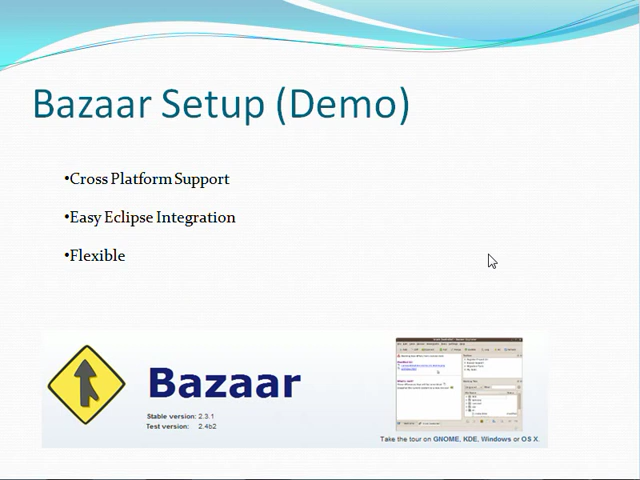 Bazaar Setup (Demo)
•Cross Platform Support
•Easy Eclipse Integration
•Flexible
Bazaar
Stable version: 2.3.1
Test version: 2.4b2
Take the tour on GNOME, KDE, Windows or OS X.